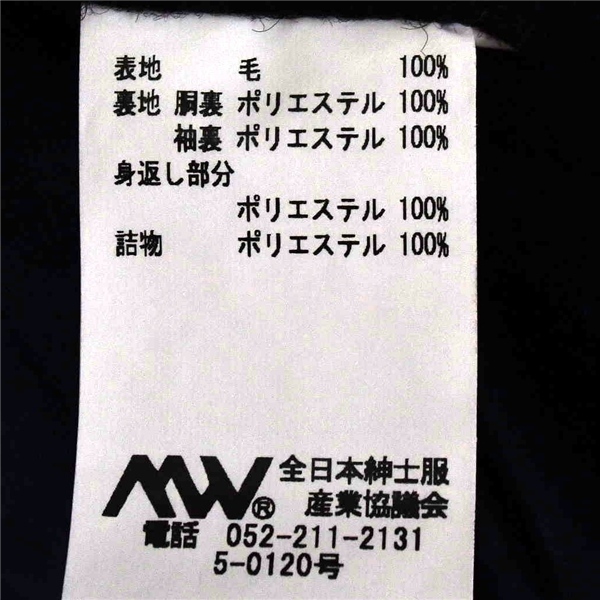 表地 毛 100%
裏地 胴裏 ポリエステル 100%
袖裏 ポリエステル 100%
身返し部分
ポリエステル 100%
詰物 ポリエステル 100%
MW® 全日本紳士服
産業協議会
電話 052-211-2131
5-0120号